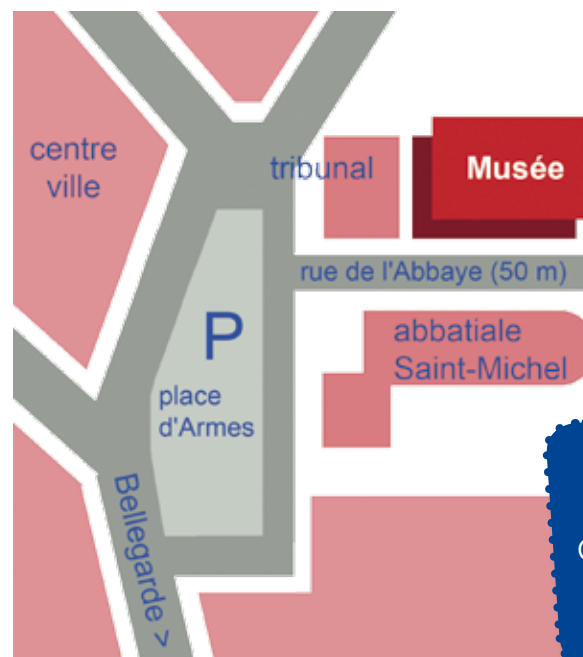 centre
ville
tribunal
Musée
rue de l'Abbaye (50 m)
P
abbatiale
Saint-Michel
place
d'Armes
Bellegarde >